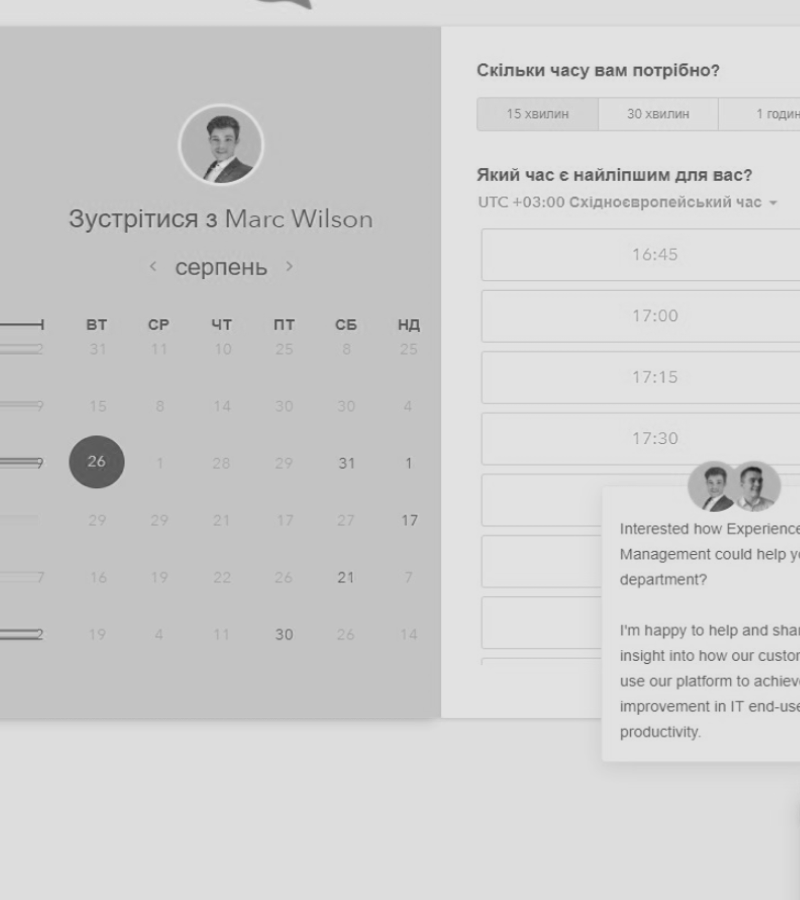 Зустрітися з Marc Wilson
серпень
ВТ СР ЧТ ПТ СБ НД
2 31 11 10 25 8 25
9 15 8 14 30 30 4
9 26 1 28 29 31 1
29 29 21 17 27 17
7 16 19 22 26 21 7
2 19 4 11 30 26 14
Скільки часу вам потрібно?
15 хвилин 30 хвилин 1 годин
Який час є найліпшим для вас?
UTC +03:00 Східноєвропейський час
16:45
17:00
17:15
17:30
Interested how Experience
Management could help
department?
I'm happy to help and
insight into how our
use our platform to
improvement in IT
productivity.